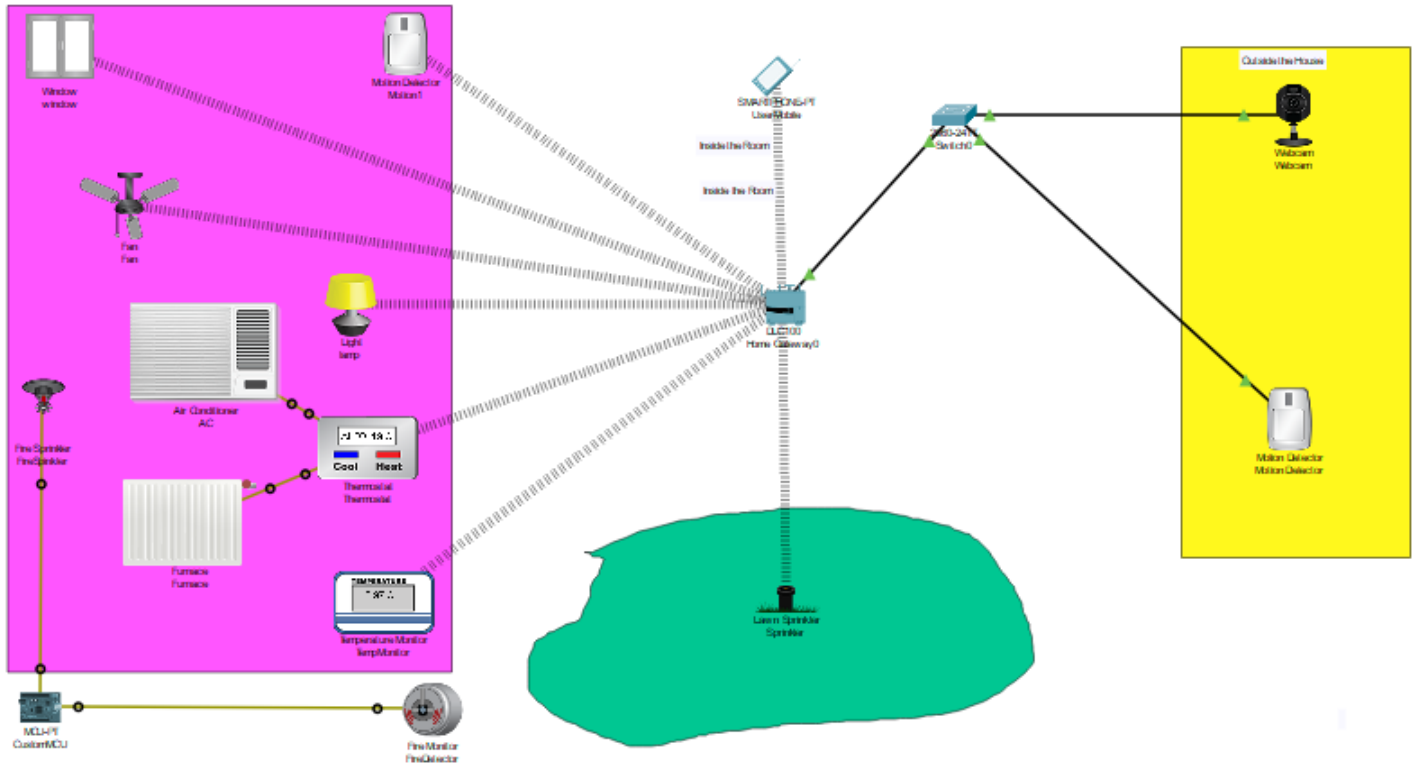 Window
window
Motion Detector
Motion1
SMARTPHONE-PT
UserMobile
Inside the Room
Inside the Room
Outside the House
Switch0
Webcam
Webcam
Fan
Fan
Light
lamp
Home Gateway0
Air Conditioner
AC
Cool Heat
Thermostat
Thermostat
Fire Sprinkler
FireSpinkler
Furnace
Furnace
Motion Detector
Motion Detector
TEMPERATURE
Temperature Monitor
TempMonitor
Lawn Sprinkler
Sprinkler
MCU-PT
CustomMCU
Fire Monitor
FireDetector